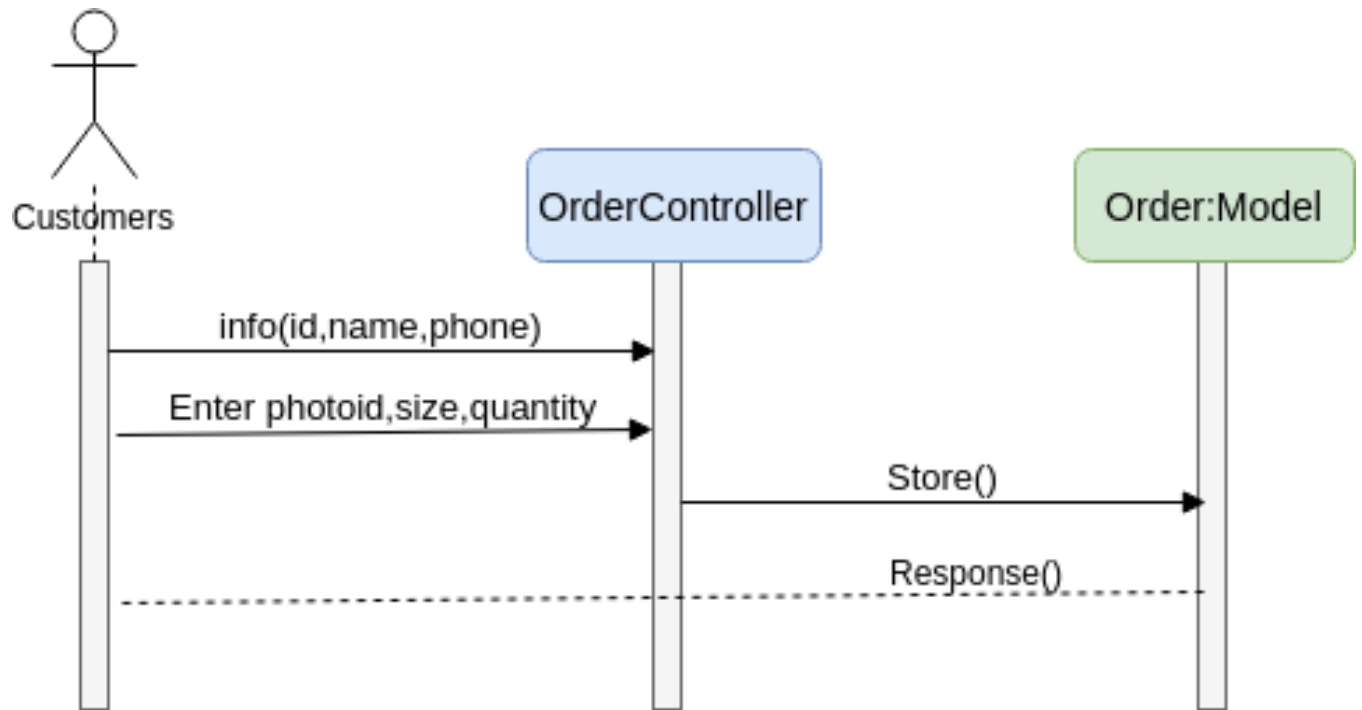 Customers
OrderController
Order:Model
info(id,name,phone)
Enter photoid,size,quantity
Store()
Response()